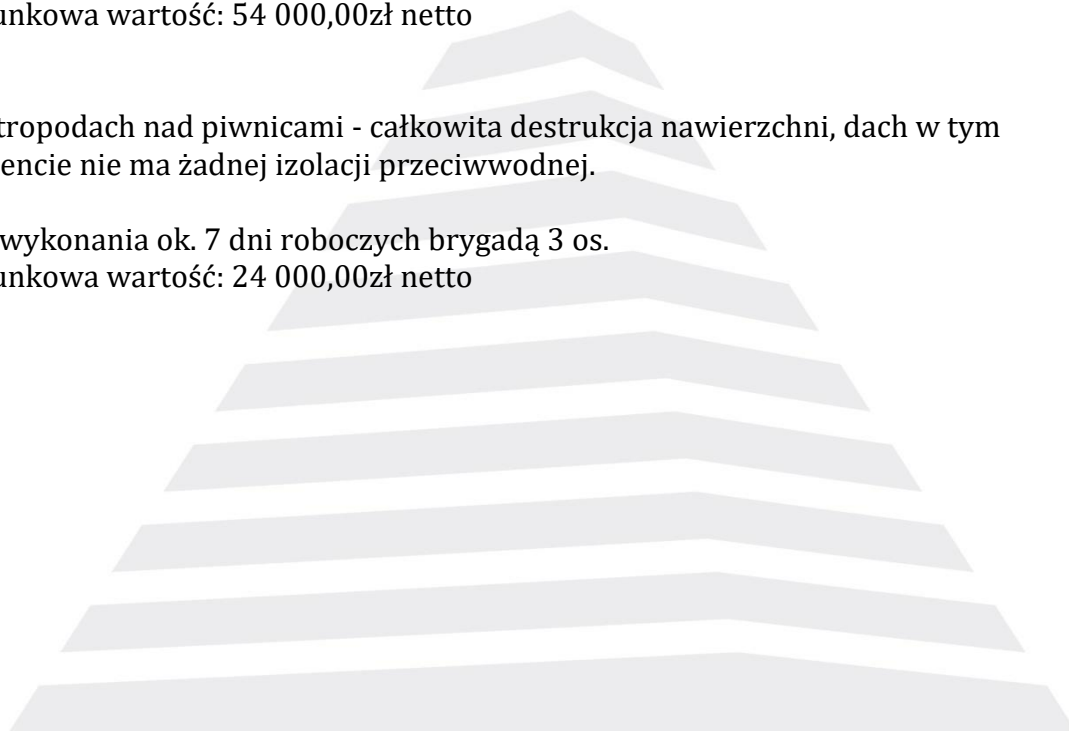 unkowa wartość: 54 000,00zł netto
tropodach nad piwnicami - całkowita destrukcja nawierzchni, dach w tym
encie nie ma żadnej izolacji przeciwwodnej.
wykonania ok. 7 dni roboczych brygadą 3 os.
unkowa wartość: 24 000,00zł netto